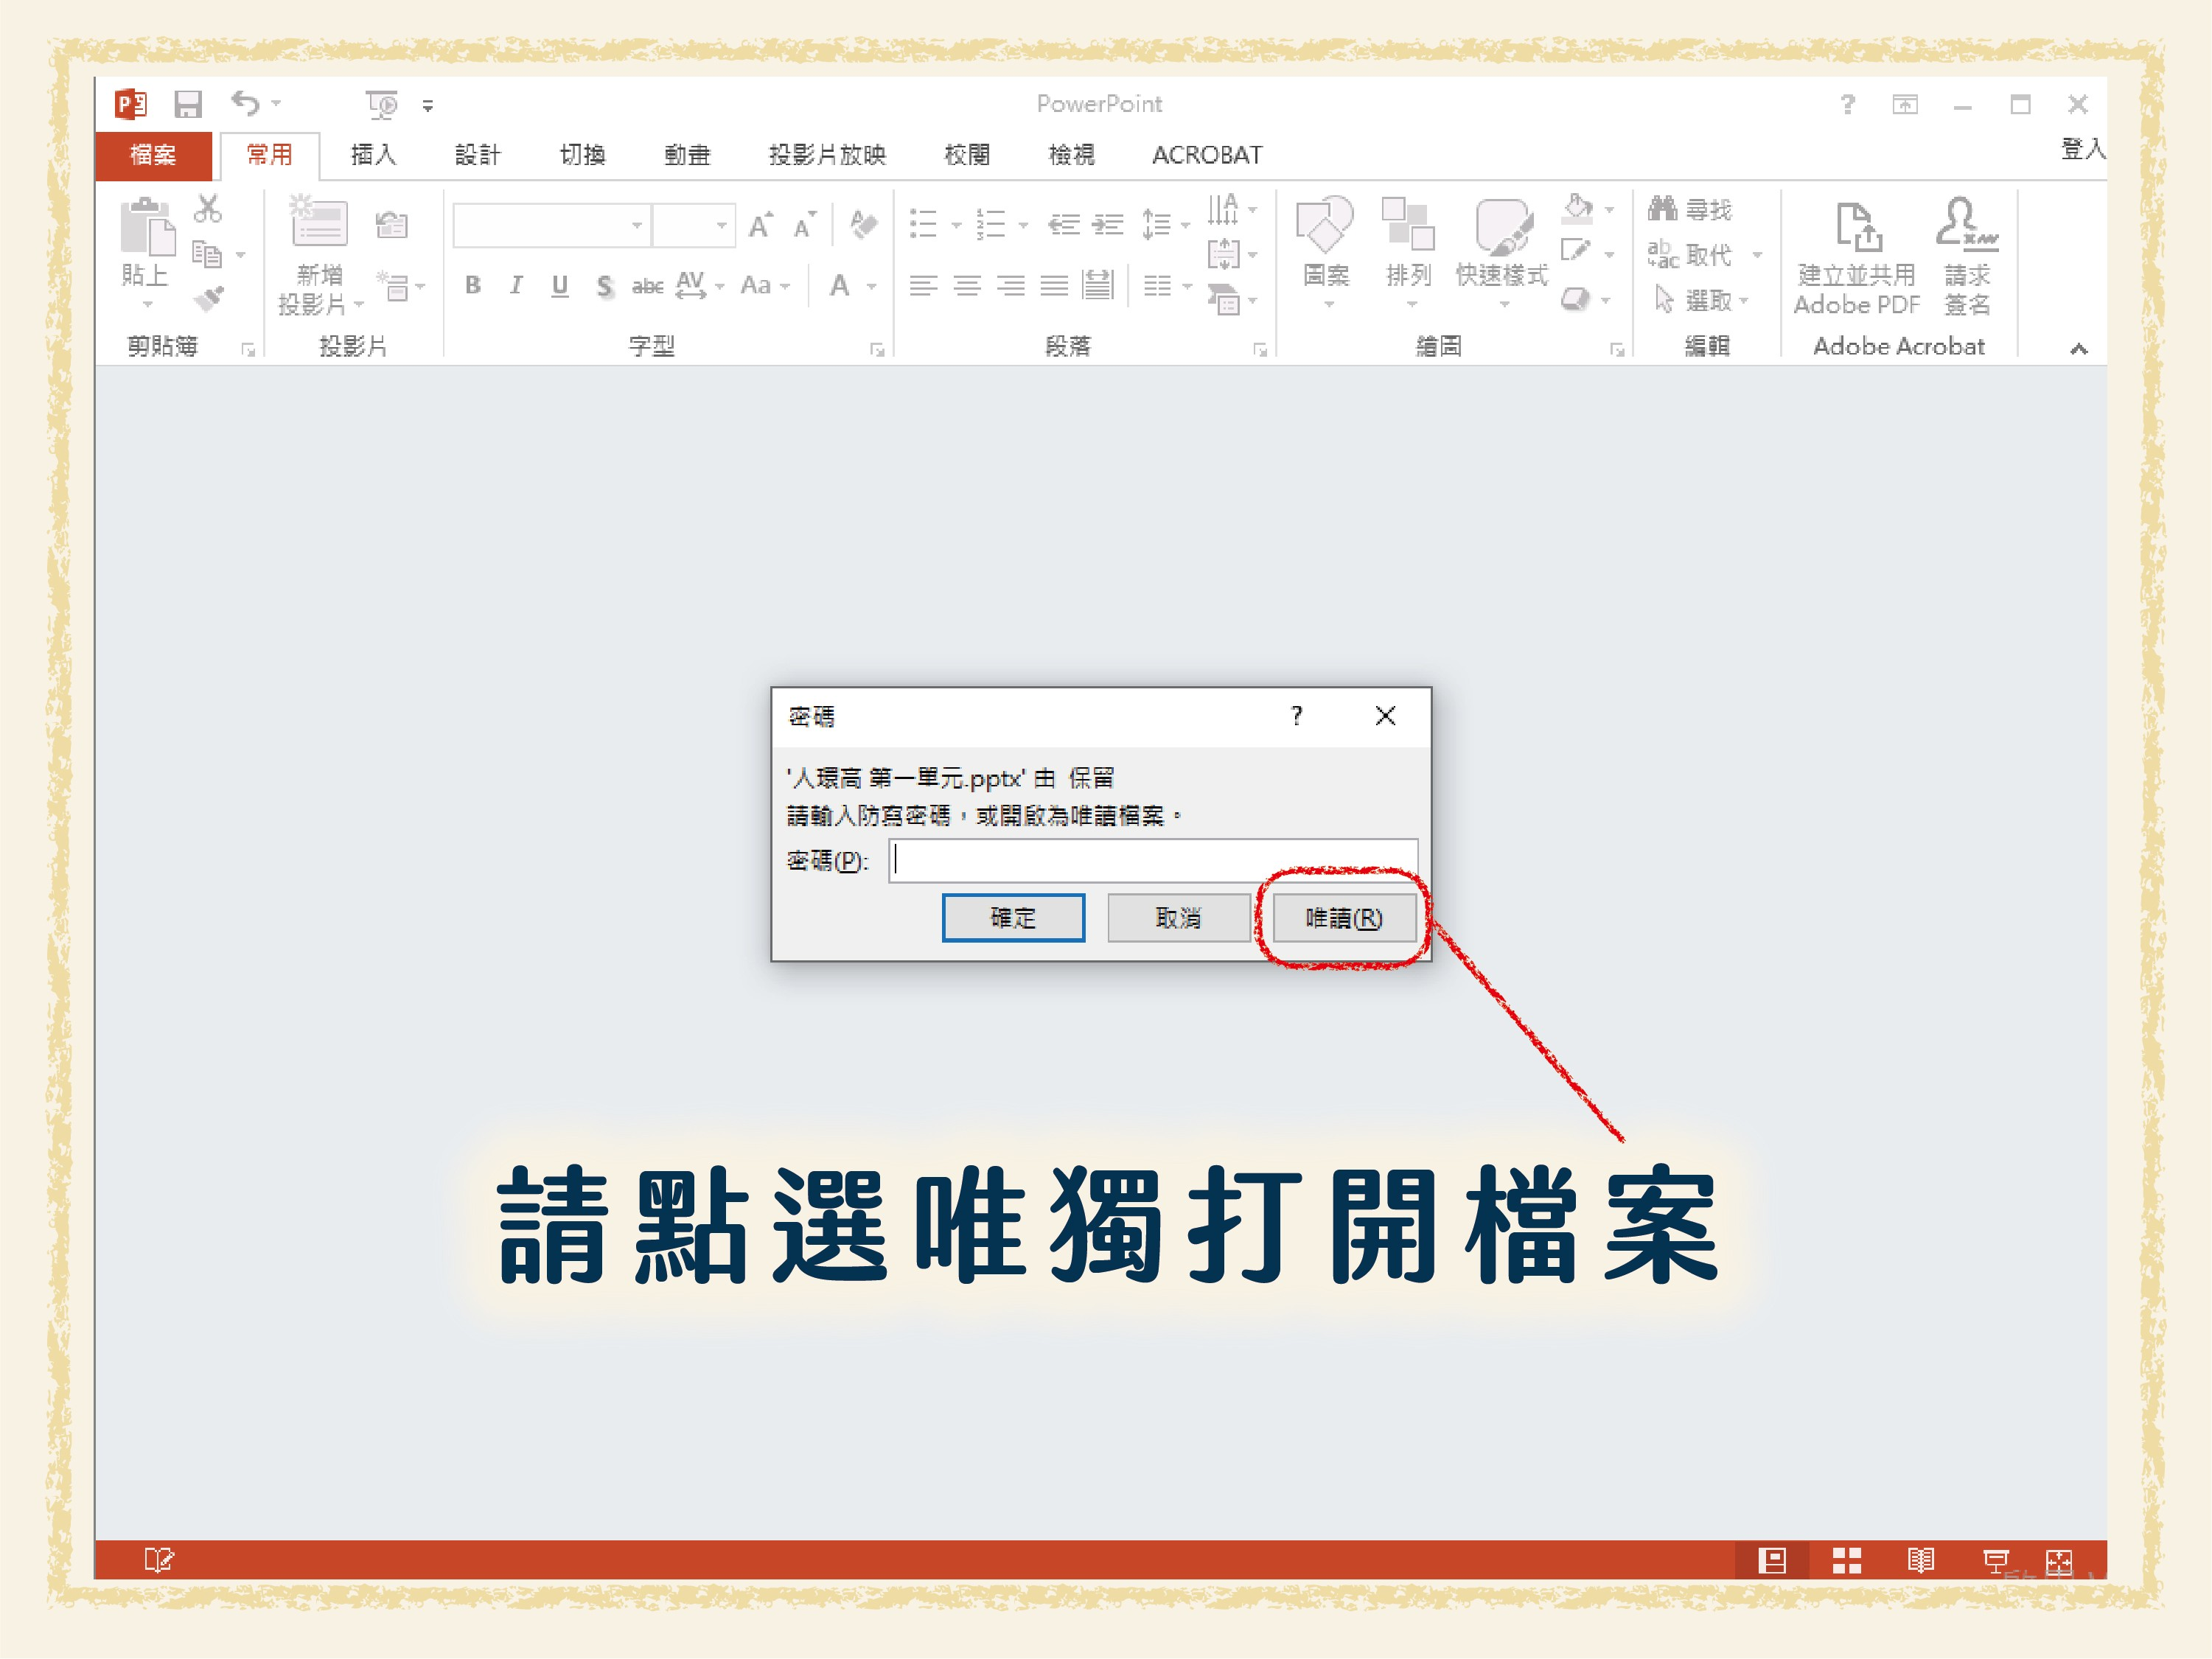 PowerPoint
檔案 常用 插入 設計 切換 動畫 投影片放映 校閱 檢視 ACROBAT 登入
貼上
新增
投影片
B I U S abc AV Aa A
圖案 排列 快速樣式
尋找
取代
選取
建立並共用
Adobe PDF
請求
簽名
剪貼簿 投影片 字型 段落 繪圖 編輯 Adobe Acrobat
密碼
'人環高 第一單元.pptx' 由 保留
請輸入防寫密碼，或開啟為唯讀檔案。
密碼(P):
確定 取消 唯讀(R)
請點選唯獨打開檔案